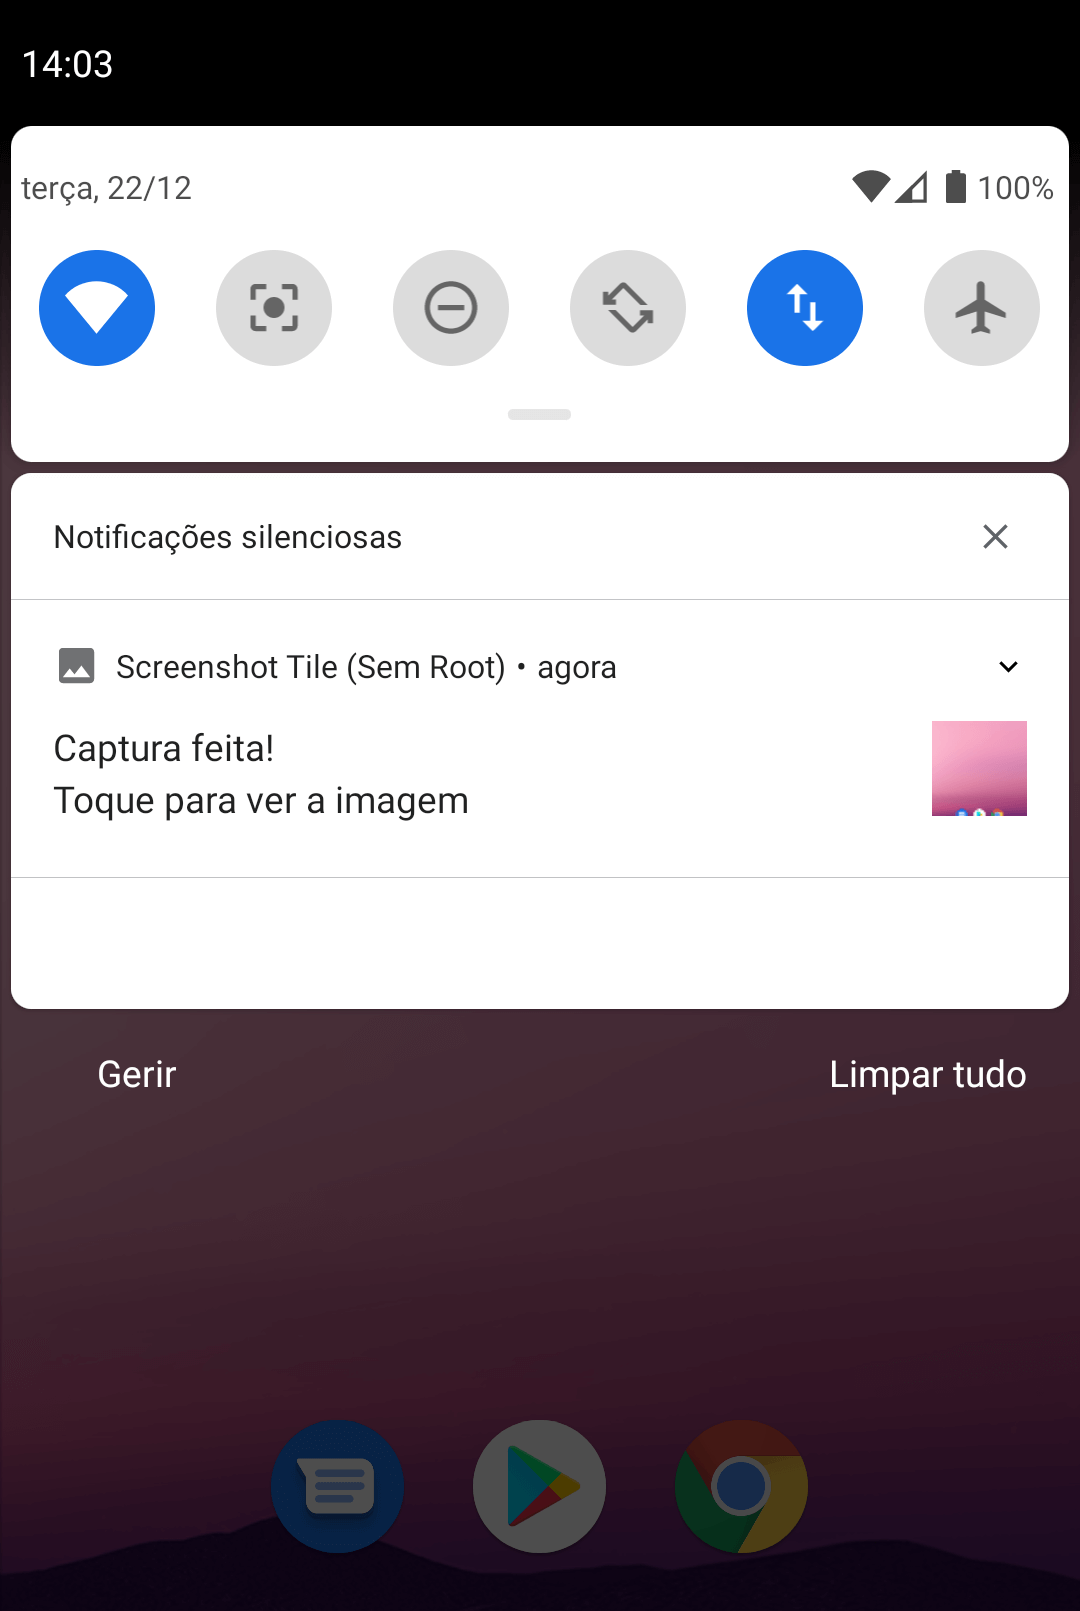 14:03
terça, 22/12 100%
Notificações silenciosas
Screenshot Tile (Sem Root) • agora
Captura feita!
Toque para ver a imagem
Gerir Limpar tudo